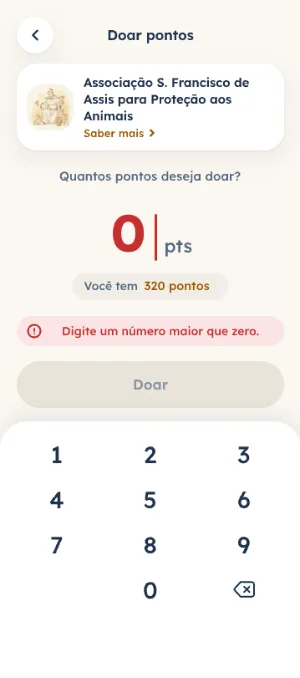 Doar pontos
Associação S. Francisco de
Assis para Proteção aos
Animais
Saber mais
Quantos pontos deseja doar?
0 pts
Você tem 320 pontos
Digite um número maior que zero.
Doar
1 2 3
4 5 6
7 8 9
0